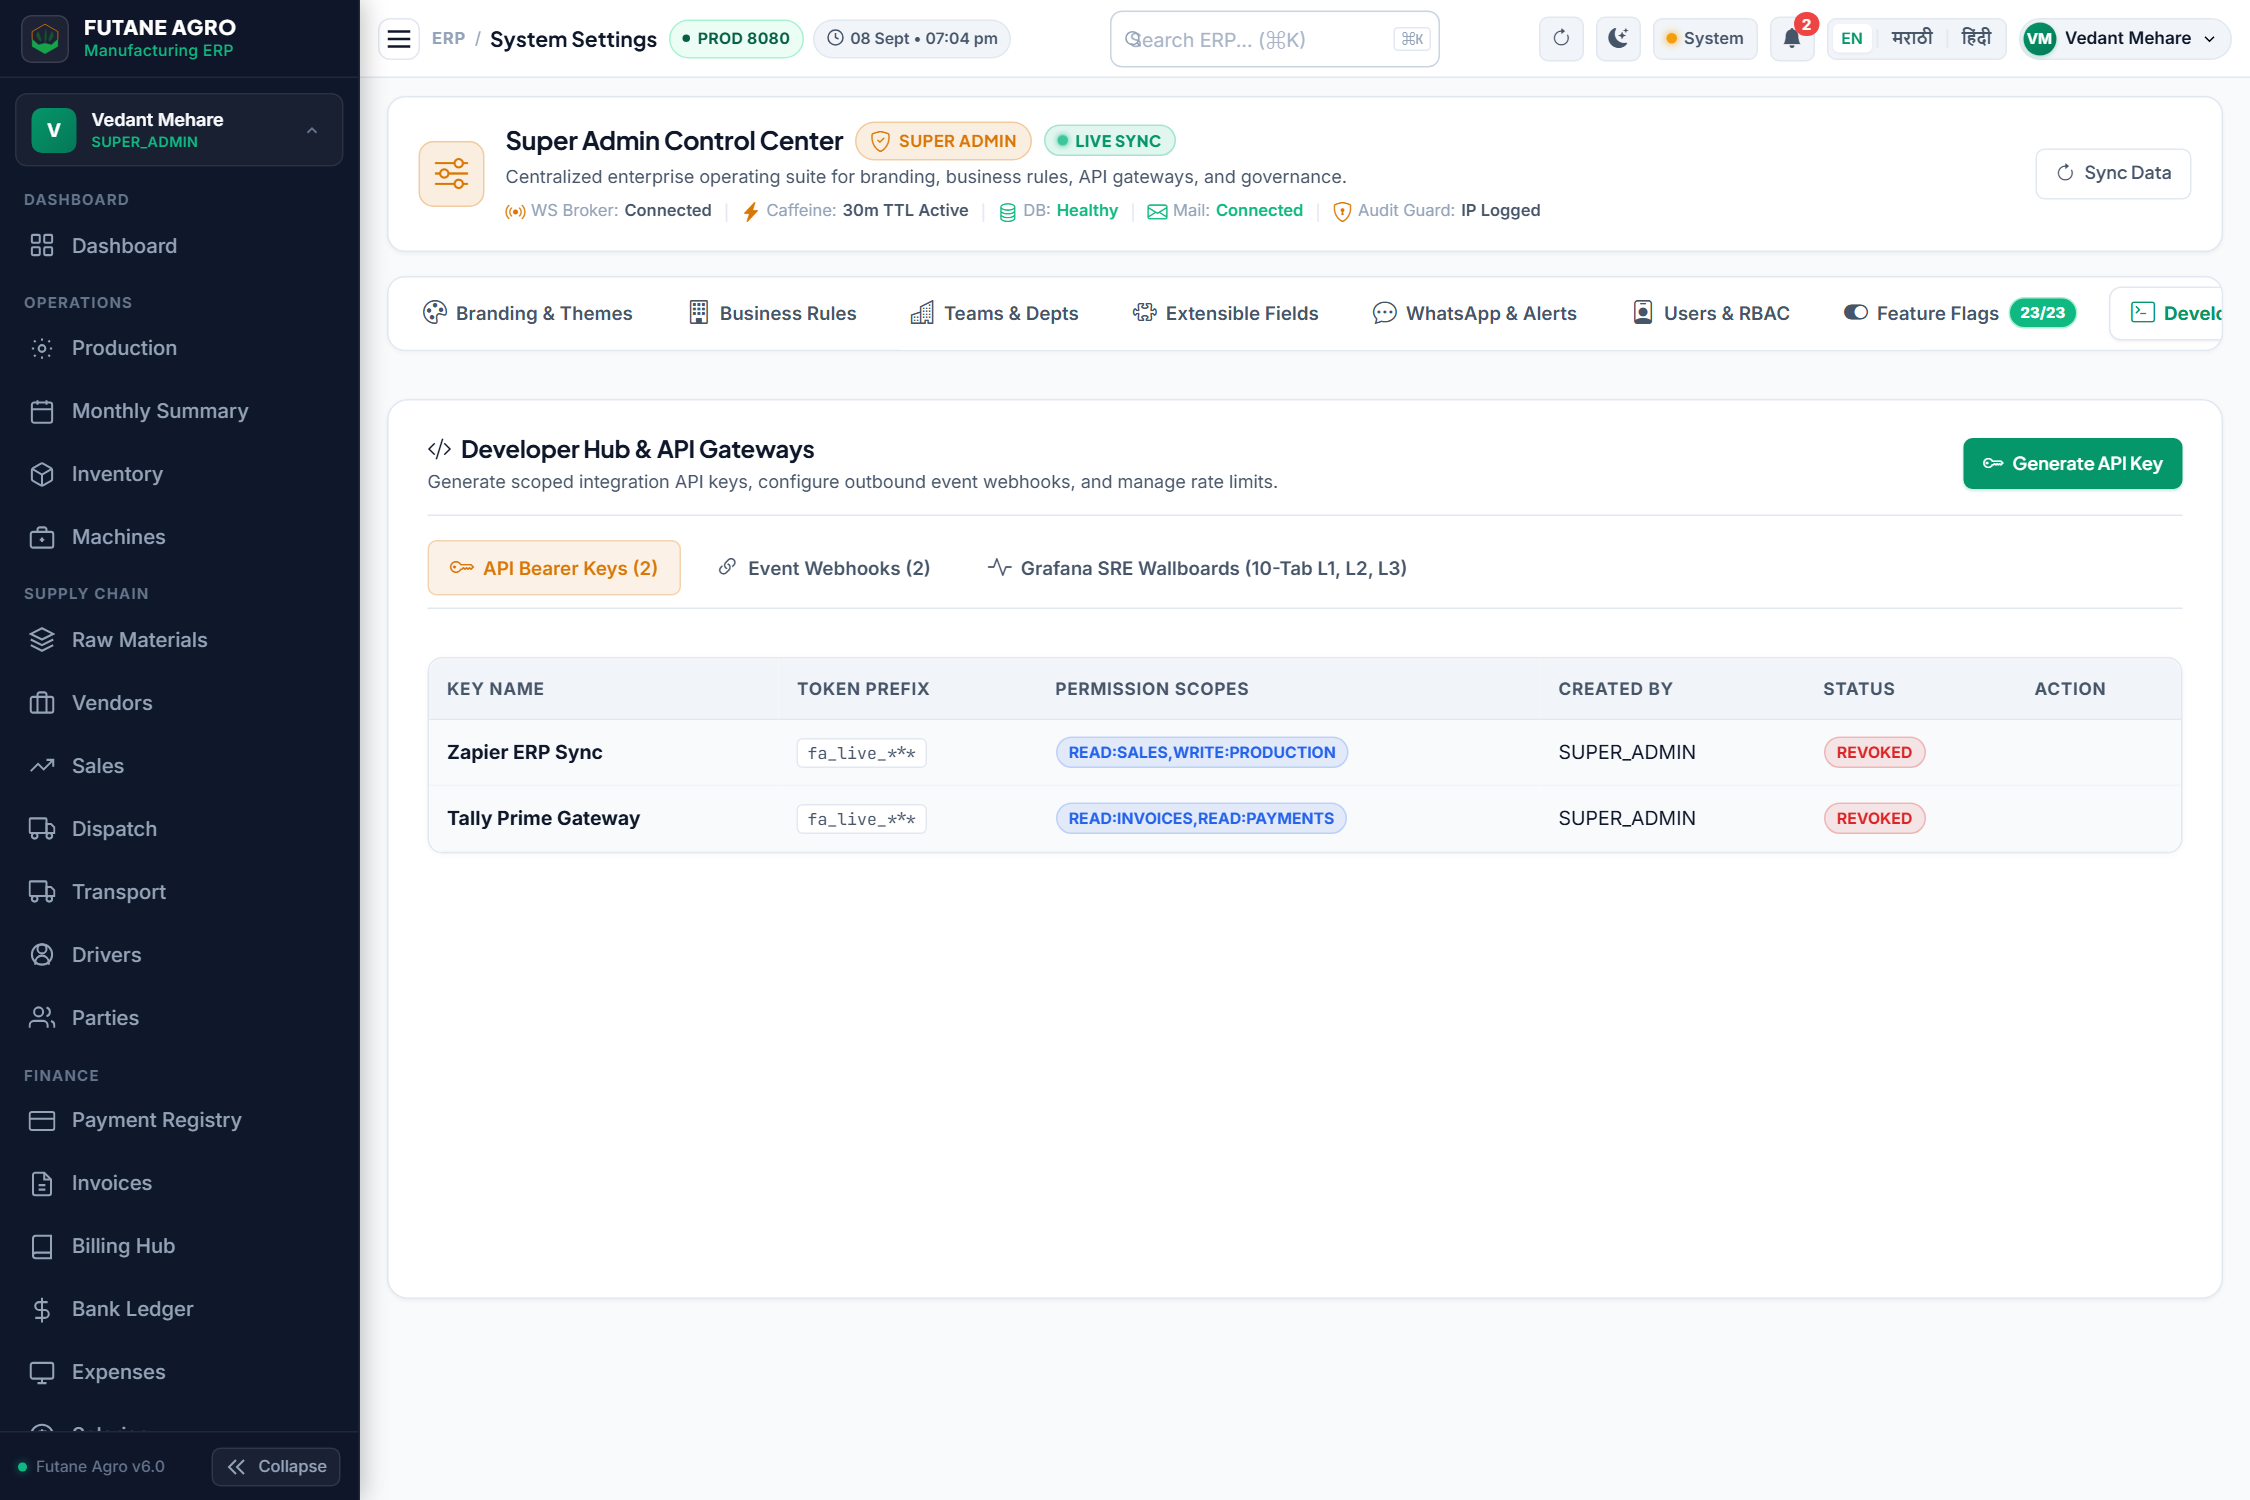 FUTANE AGRO
Manufacturing ERP
V
Vedant Mehare
SUPER_ADMIN
DASHBOARD
Dashboard
OPERATIONS
Production
Monthly Summary
Inventory
Machines
SUPPLY CHAIN
Raw Materials
Vendors
Sales
Dispatch
Transport
Drivers
Parties
FINANCE
Payment Registry
Invoices
Billing Hub
Bank Ledger
Expenses
Futane Agro v6.0
Collapse
ERP / System Settings
PROD 8080
08 Sept • 07:04 pm
Search ERP... (⌘K)
⌘K
System
2
EN
मराठी
हिंदी
VM
Vedant Mehare
Super Admin Control Center
SUPER ADMIN
LIVE SYNC
Centralized enterprise operating suite for branding, business rules, API gateways, and governance.
WS Broker: Connected
Caffeine: 30m TTL Active
DB: Healthy
Mail: Connected
Audit Guard: IP Logged
Sync Data
Branding & Themes
Business Rules
Teams & Depts
Extensible Fields
WhatsApp & Alerts
Users & RBAC
Feature Flags 23/23
Develo
</> Developer Hub & API Gateways
Generate scoped integration API keys, configure outbound event webhooks, and manage rate limits.
Generate API Key
API Bearer Keys (2)
Event Webhooks (2)
Grafana SRE Wallboards (10-Tab L1, L2, L3)
KEY NAME TOKEN PREFIX PERMISSION SCOPES CREATED BY STATUS ACTION
Zapier ERP Sync fa_live_*** READ:SALES,WRITE:PRODUCTION SUPER_ADMIN REVOKED
Tally Prime Gateway fa_live_*** READ:INVOICES,READ:PAYMENTS SUPER_ADMIN REVOKED